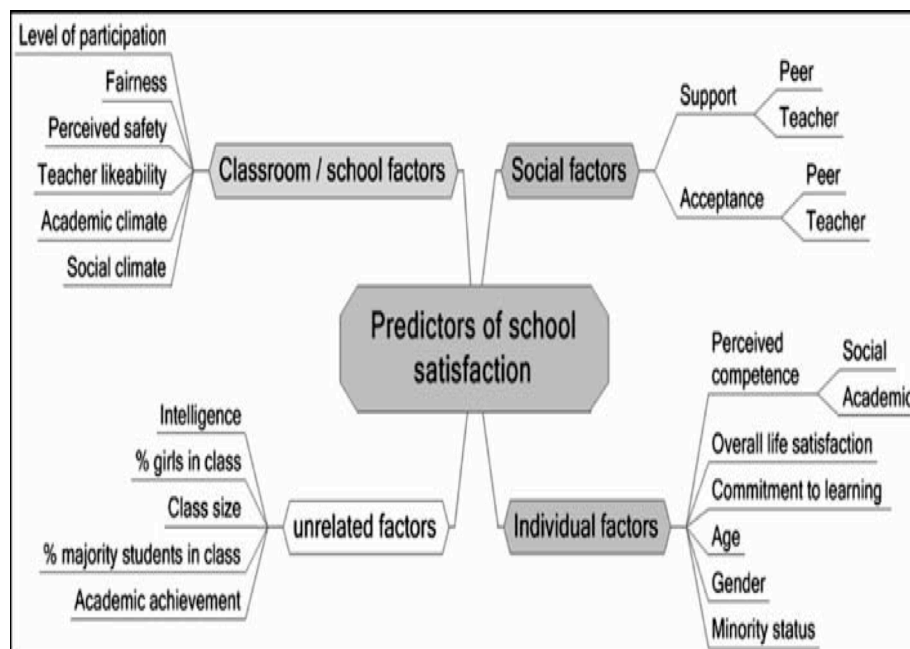 Level of participation
Fairness
Perceived safety
Teacher likeability
Academic climate
Social climate
Classroom / school factors
Social factors
Support
Peer
Teacher
Acceptance
Peer
Teacher
Predictors of school
satisfaction
Intelligence
% girls in class
Class size
% majority students in class
Academic achievement
unrelated factors
Individual factors
Perceived
competence
Social
Academic
Overall life satisfaction
Commitment to learning
Age
Gender
Minority status